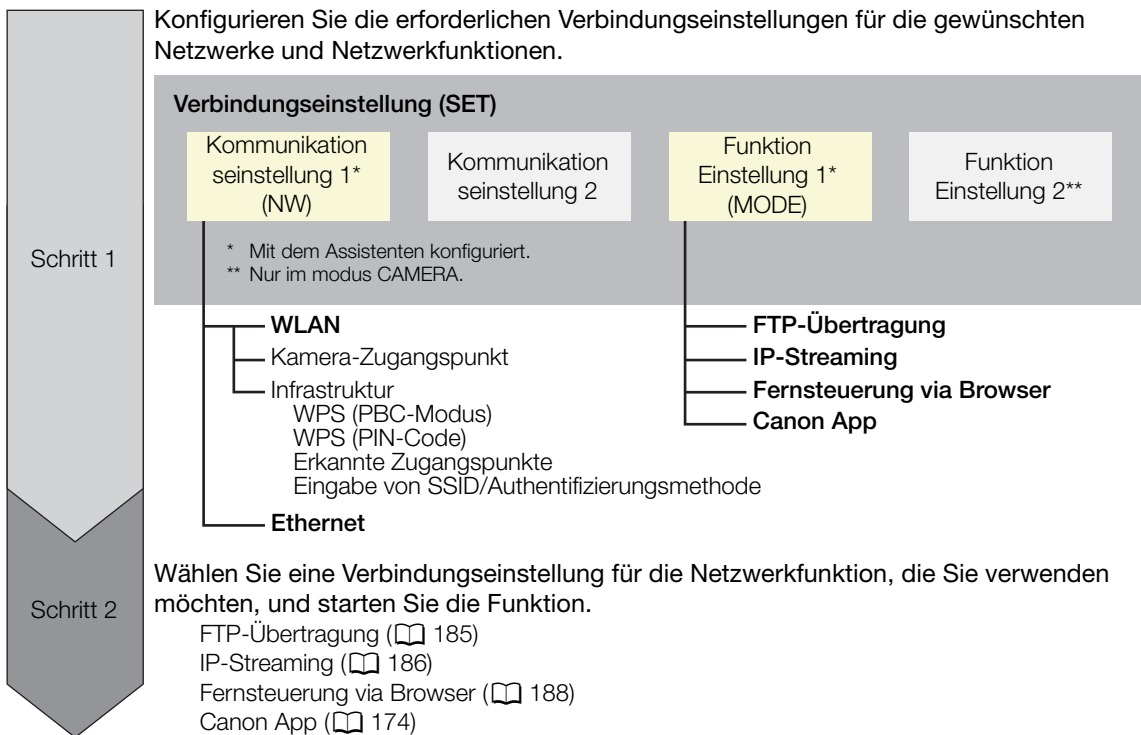 Konfigurieren Sie die erforderlichen Verbindungseinstellungen für die gewünschten
Netzwerke und Netzwerkfunktionen.
Verbindungseinstellung (SET)
Kommunikation
seinstellung 1*
(NW)
Kommunikation
seinstellung 2
Funktion
Einstellung 1*
(MODE)
Funktion
Einstellung 2**
Schritt 1
* Mit dem Assistenten konfiguriert.
** Nur im modus CAMERA.
WLAN
Kamera-Zugangspunkt
Infrastruktur
WPS (PBC-Modus)
WPS (PIN-Code)
Erkannte Zugangspunkte
Eingabe von SSID/Authentifizierungsmethode
Ethernet
FTP-Übertragung
IP-Streaming
Fernsteuerung via Browser
Canon App
Schritt 2
Wählen Sie eine Verbindungseinstellung für die Netzwerkfunktion, die Sie verwenden
möchten, und starten Sie die Funktion.
FTP-Übertragung (📖 185)
IP-Streaming (📖 186)
Fernsteuerung via Browser (📖 188)
Canon App (📖 174)